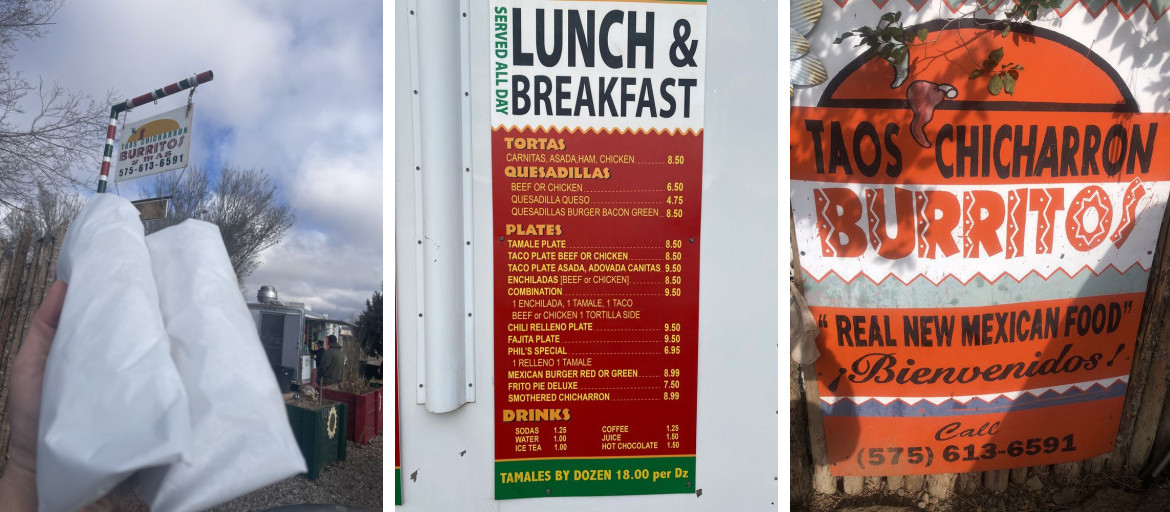 TAOS CHICHARRON
BURRITOS
Y MAS
575-613-6591
SERVED ALL DAY
LUNCH &
BREAKFAST
TORTAS
CARNITAS, ASADA, HAM, CHICKEN 8.50
QUESADILLAS
BEEF OR CHICKEN 6.50
QUESADILLA QUESO 4.75
QUESADILLAS BURGER BACON GREEN 8.50
PLATES
TAMALE PLATE 8.50
TACO PLATE BEEF OR CHICKEN 8.50
TACO PLATE ASADA, ADOVADA CANITAS 9.50
ENCHILADAS [BEEF or CHICKEN] 8.50
COMBINATION 9.50
1 ENCHILADA, 1 TAMALE, 1 TACO
BEEF or CHICKEN 1 TORTILLA SIDE
CHILI RELLENO PLATE 9.50
FAJITA PLATE 9.50
PHIL'S SPECIAL 6.95
1 RELLENO 1 TAMALE
MEXICAN BURGER RED OR GREEN 8.99
FRITO PIE DELUXE 7.50
SMOTHERED CHICHARRON 8.99
DRINKS
SODAS 1.25 COFFEE 1.25
WATER 1.00 JUICE 1.50
ICE TEA 1.00 HOT CHOCOLATE 1.50
TAMALES BY DOZEN 18.00 per Dz
TAOS CHICHARRON
BURRITOS
"REAL NEW MEXICAN FOOD"
¡Bienvenidos!
Call
(575) 613-6591